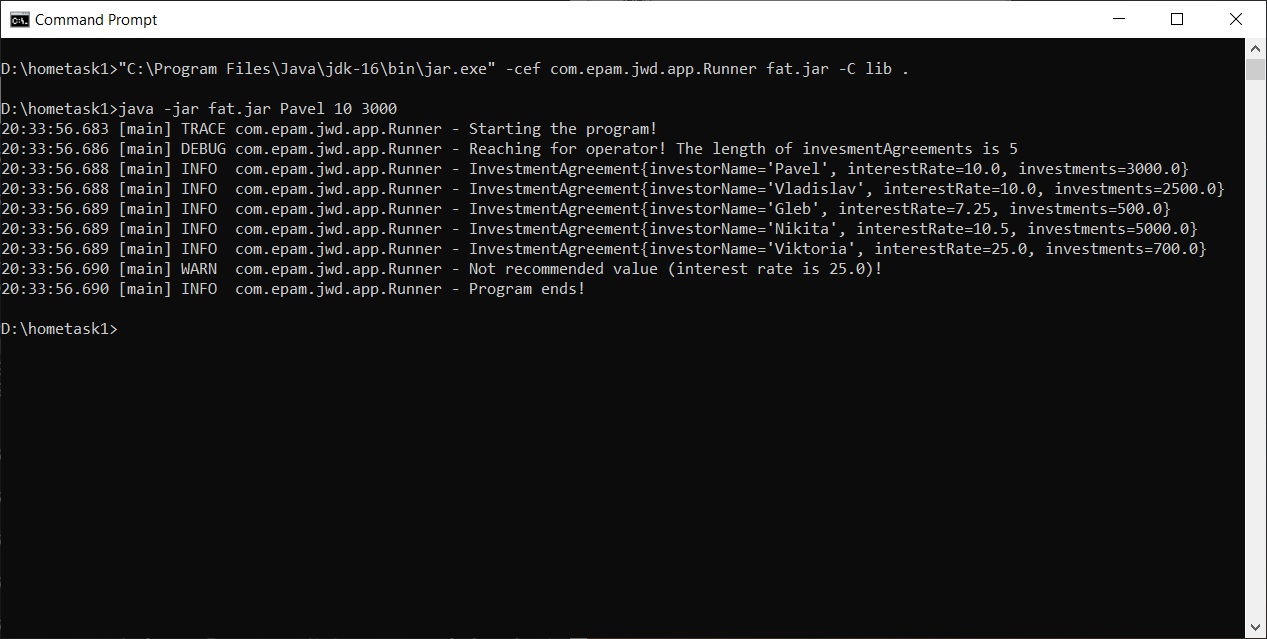 Command Prompt
D:\hometask1>"C:\Program Files\Java\jdk-16\bin\jar.exe" -cef com.epam.jwd.app.Runner fat.jar -C lib .
D:\hometask1>java -jar fat.jar Pavel 10 3000
20:33:56.683 [main] TRACE com.epam.jwd.app.Runner - Starting the program!
20:33:56.686 [main] DEBUG com.epam.jwd.app.Runner - Reaching for operator! The length of invesmentAgreements is 5
20:33:56.688 [main] INFO  com.epam.jwd.app.Runner - InvestmentAgreement{investorName='Pavel', interestRate=10.0, investments=3000.0}
20:33:56.688 [main] INFO  com.epam.jwd.app.Runner - InvestmentAgreement{investorName='Vladislav', interestRate=10.0, investments=2500.0}
20:33:56.689 [main] INFO  com.epam.jwd.app.Runner - InvestmentAgreement{investorName='Gleb', interestRate=7.25, investments=500.0}
20:33:56.689 [main] INFO  com.epam.jwd.app.Runner - InvestmentAgreement{investorName='Nikita', interestRate=10.5, investments=5000.0}
20:33:56.689 [main] INFO  com.epam.jwd.app.Runner - InvestmentAgreement{investorName='Viktoria', interestRate=25.0, investments=700.0}
20:33:56.690 [main] WARN  com.epam.jwd.app.Runner - Not recommended value (interest rate is 25.0)!
20:33:56.690 [main] INFO  com.epam.jwd.app.Runner - Program ends!
D:\hometask1>